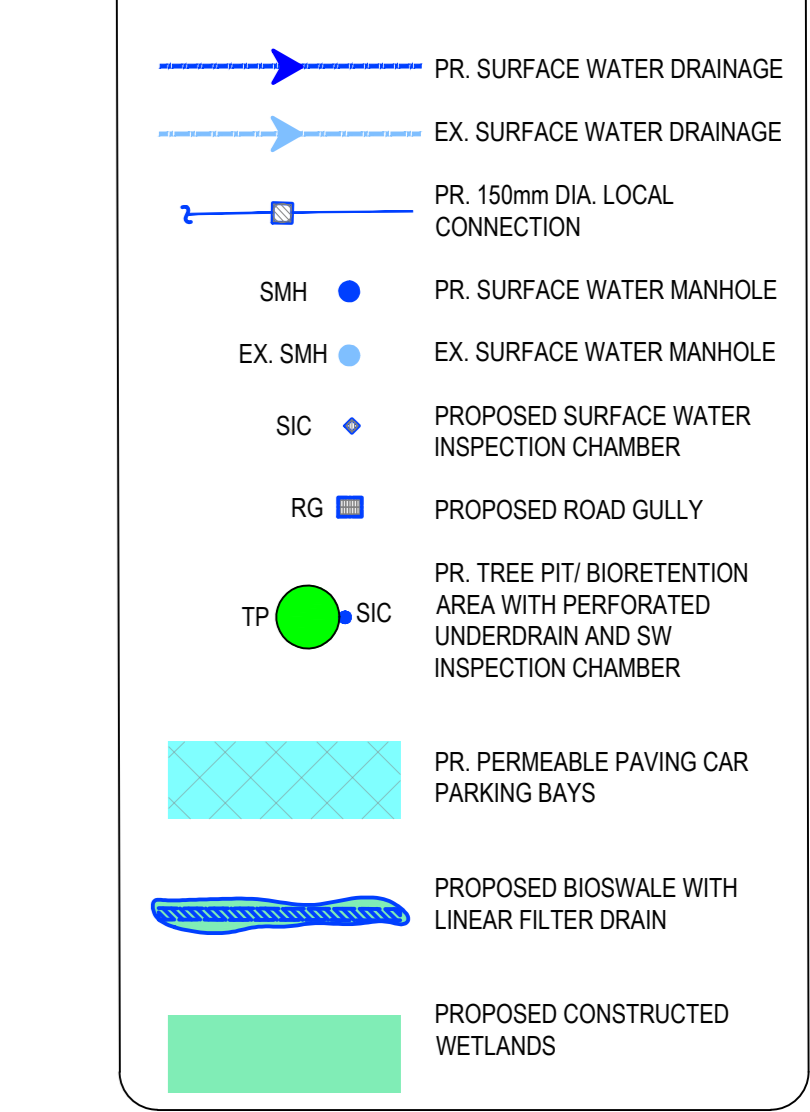 PR. SURFACE WATER DRAINAGE
EX. SURFACE WATER DRAINAGE
PR. 150mm DIA. LOCAL
CONNECTION
SMH PR. SURFACE WATER MANHOLE
EX. SMH EX. SURFACE WATER MANHOLE
SIC PROPOSED SURFACE WATER
INSPECTION CHAMBER
RG PROPOSED ROAD GULLY
TP SIC PR. TREE PIT/ BIORETENTION
AREA WITH PERFORATED
UNDERDRAIN AND SW
INSPECTION CHAMBER
PR. PERMEABLE PAVING CAR
PARKING BAYS
PROPOSED BIOSWALE WITH
LINEAR FILTER DRAIN
PROPOSED CONSTRUCTED
WETLANDS